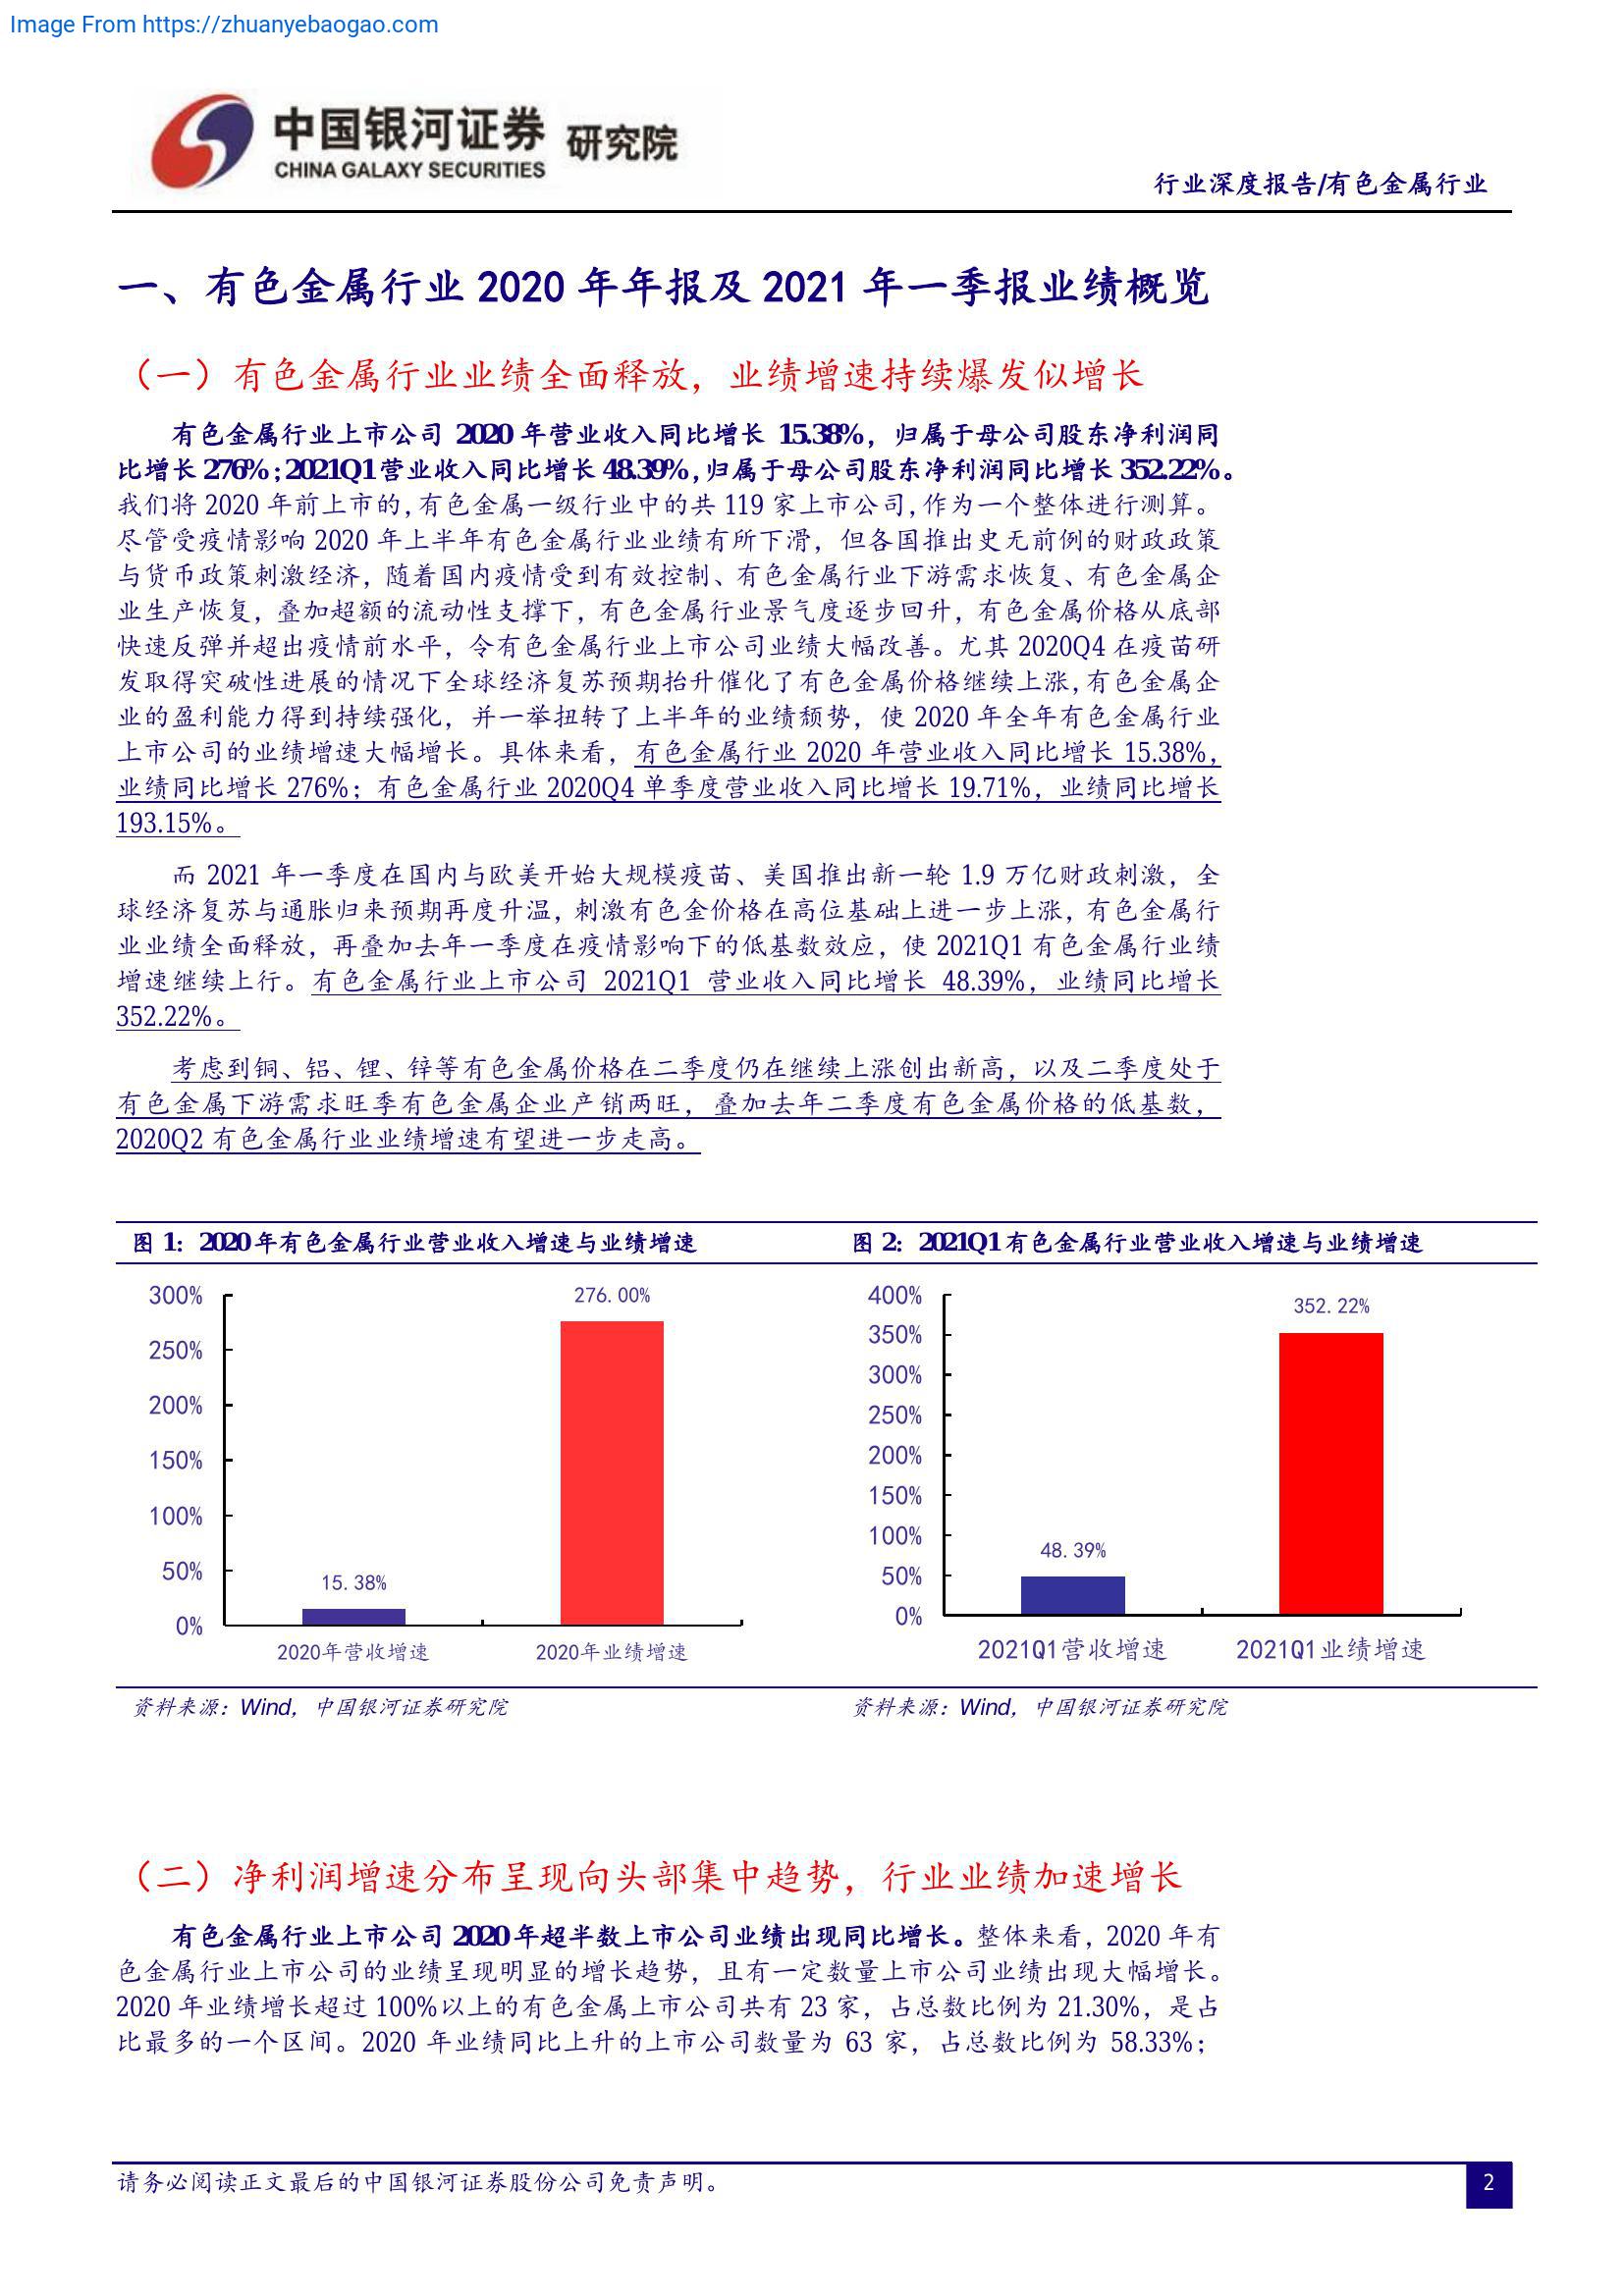 Image From https://zhuanyebaogao.com
中国银河证券 研究院
CHINA GALAXY SECURITIES
行业深度报告/有色金属行业
一、有色金属行业 2020 年年报及 2021 年一季报业绩概览
（一）有色金属行业业绩全面释放，业绩增速持续爆发似增长
有色金属行业上市公司 2020 年营业收入同比增长 15.38%，归属于母公司股东净利润同
比增长 276%；2021Q1 营业收入同比增长 48.39%，归属于母公司股东净利润同比增长 352.22%。
我们将 2020 年前上市的，有色金属一级行业中的共 119 家上市公司，作为一个整体进行测算。
尽管受疫情影响 2020 年上半年有色金属行业业绩有所下滑，但各国推出史无前例的财政政策
与货币政策刺激经济，随着国内疫情受到有效控制、有色金属行业下游需求恢复、有色金属企
业生产恢复，叠加超额的流动性支撑下，有色金属行业景气度逐步回升，有色金属价格从底部
快速反弹并超出疫情前水平，令有色金属行业上市公司业绩大幅改善。尤其 2020Q4 在疫苗研
发取得突破性进展的情况下全球经济复苏预期抬升催化了有色金属价格继续上涨，有色金属企
业的盈利能力得到持续强化，并一举扭转了上半年的业绩颓势，使 2020 年全年有色金属行业
上市公司的业绩增速大幅增长。具体来看，有色金属行业 2020 年营业收入同比增长 15.38%，
业绩同比增长 276%；有色金属行业 2020Q4 单季度营业收入同比增长 19.71%，业绩同比增长
193.15%。
而 2021 年一季度在国内与欧美开始大规模疫苗、美国推出新一轮 1.9 万亿财政刺激，全
球经济复苏与通胀归来预期再度升温，刺激有色金价格在高位基础上进一步上涨，有色金属行
业业绩全面释放，再叠加去年一季度在疫情影响下的低基数效应，使 2021Q1 有色金属行业绩
增速继续上行。有色金属行业上市公司 2021Q1 营业收入同比增长 48.39%，业绩同比增长
352.22%。
考虑到铜、铝、锂、锌等有色金属价格在二季度仍在继续上涨创出新高，以及二季度处于
有色金属下游需求旺季有色金属企业产销两旺，叠加去年二季度有色金属价格的低基数，
2020Q2 有色金属行业业绩增速有望进一步走高。
图 1：2020 年有色金属行业营业收入增速与业绩增速
300%
250%
200%
150%
100%
50%
0%
15.38%
276.00%
2020年营收增速
2020年业绩增速
资料来源：Wind，中国银河证券研究院
图 2：2021Q1 有色金属行业营业收入增速与业绩增速
400%
350%
300%
250%
200%
150%
100%
50%
0%
48.39%
352.22%
2021Q1营收增速
2021Q1业绩增速
资料来源：Wind，中国银河证券研究院
（二）净利润增速分布呈现向头部集中趋势，行业业绩加速增长
有色金属行业上市公司 2020 年超半数上市公司业绩出现同比增长。整体来看，2020 年有
色金属行业上市公司的业绩呈现明显的增长趋势，且有一定数量上市公司业绩出现大幅增长。
2020 年业绩增长超过 100%以上的有色金属上市公司共有 23 家，占总数比例为 21.30%，是占
比最多的一个区间。2020 年业绩同比上升的上市公司数量为 63 家，占总数比例为 58.33%；
请务必阅读正文最后的中国银河证券股份公司免责声明。
2